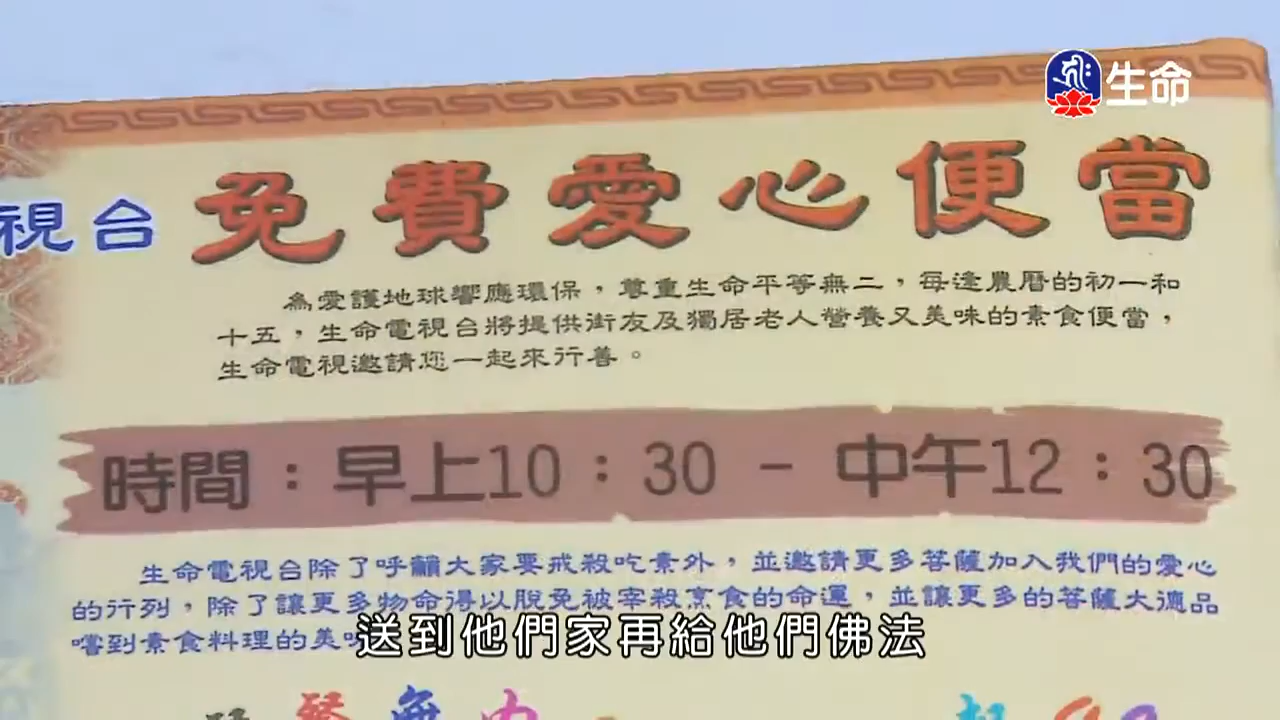 生命
視台 免費愛心便當
為愛護地球響應環保，尊重生命平等無二，每逢農曆的初一和
十五，生命電視台將提供街友及獨居老人營養又美味的素食便當，
生命電視邀請您一起來行善。
時間：早上10：30 - 中午12：30
生命電視台除了呼籲大家要戒殺吃素外，並邀請更多菩薩加入我們的愛心
的行列，除了讓更多物命得以脫免被宰殺烹食的命運，並讓更多的菩薩大德品
嚐到素食料理的美味
送到他們家再給他們佛法